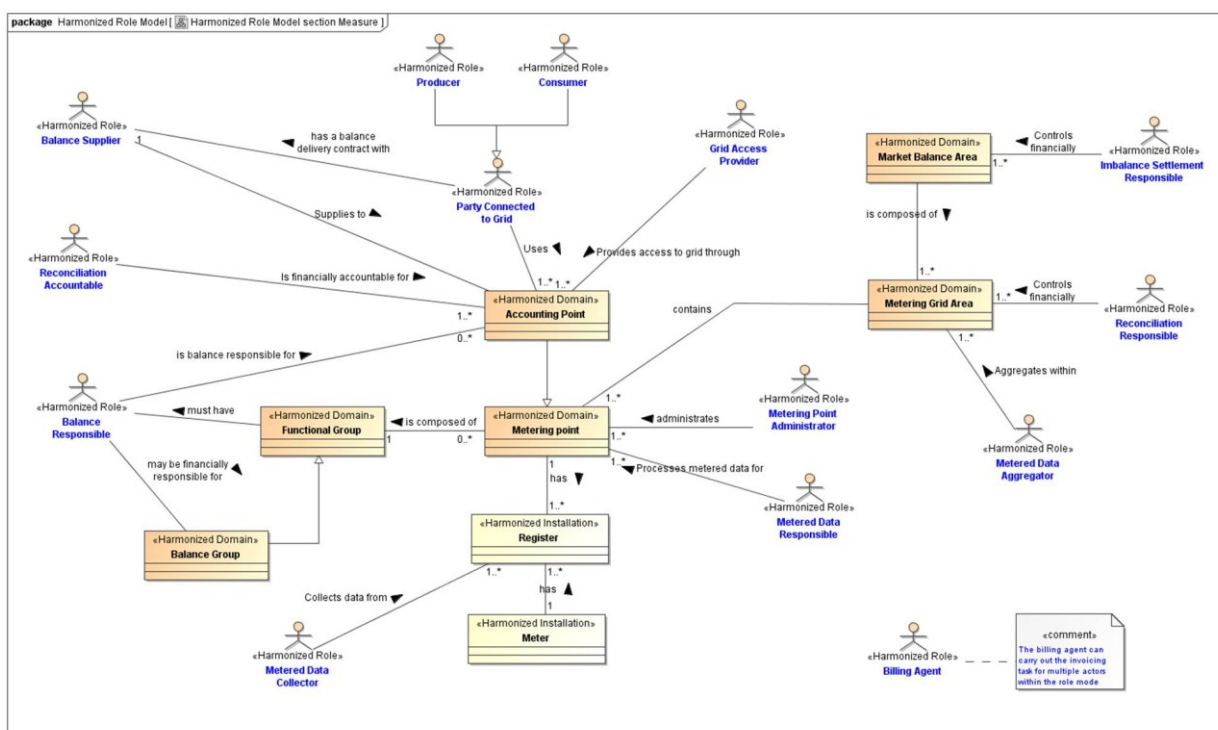 package Harmonized Role Model [ Harmonized Role Model section Measure ]
«Harmonized Role»
Producer
«Harmonized Role»
Consumer
«Harmonized Role»
Balance Supplier
1
has a balance
delivery contract with
«Harmonized Role»
Party Connected
to Grid
«Harmonized Role»
Grid Access
Provider
«Harmonized Domain»
Market Balance Area
1..*
Controls
financially
«Harmonized Role»
Imbalance Settlement
Responsible
Supplies to
Uses
Provides access to grid through
is composed of
«Harmonized Role»
Reconciliation
Accountable
Is financially accountable for
1..*
1..*
1..*
1..*
0..*
«Harmonized Domain»
Accounting Point
contains
1..*
«Harmonized Domain»
Metering Grid Area
1..*
1..*
Controls
financially
«Harmonized Role»
Reconciliation
Responsible
is balance responsible for
Aggregates within
«Harmonized Role»
Balance
Responsible
must have
«Harmonized Domain»
Functional Group
1
is composed of
0..*
«Harmonized Domain»
Metering point
1..*
1..*
administrates
«Harmonized Role»
Metering Point
Administrator
«Harmonized Role»
Metered Data
Aggregator
may be financially
responsible for
1
has
1..*
Processes metered data for
«Harmonized Role»
Metered Data
Responsible
«Harmonized Domain»
Balance Group
«Harmonized Installation»
Register
1..*
1..*
has
1
Collects data from
«Harmonized Role»
Metered Data
Collector
«Harmonized Installation»
Meter
«Harmonized Role»
Billing Agent
«comment»
The billing agent can
carry out the invoicing
task for multiple actors
within the role mode